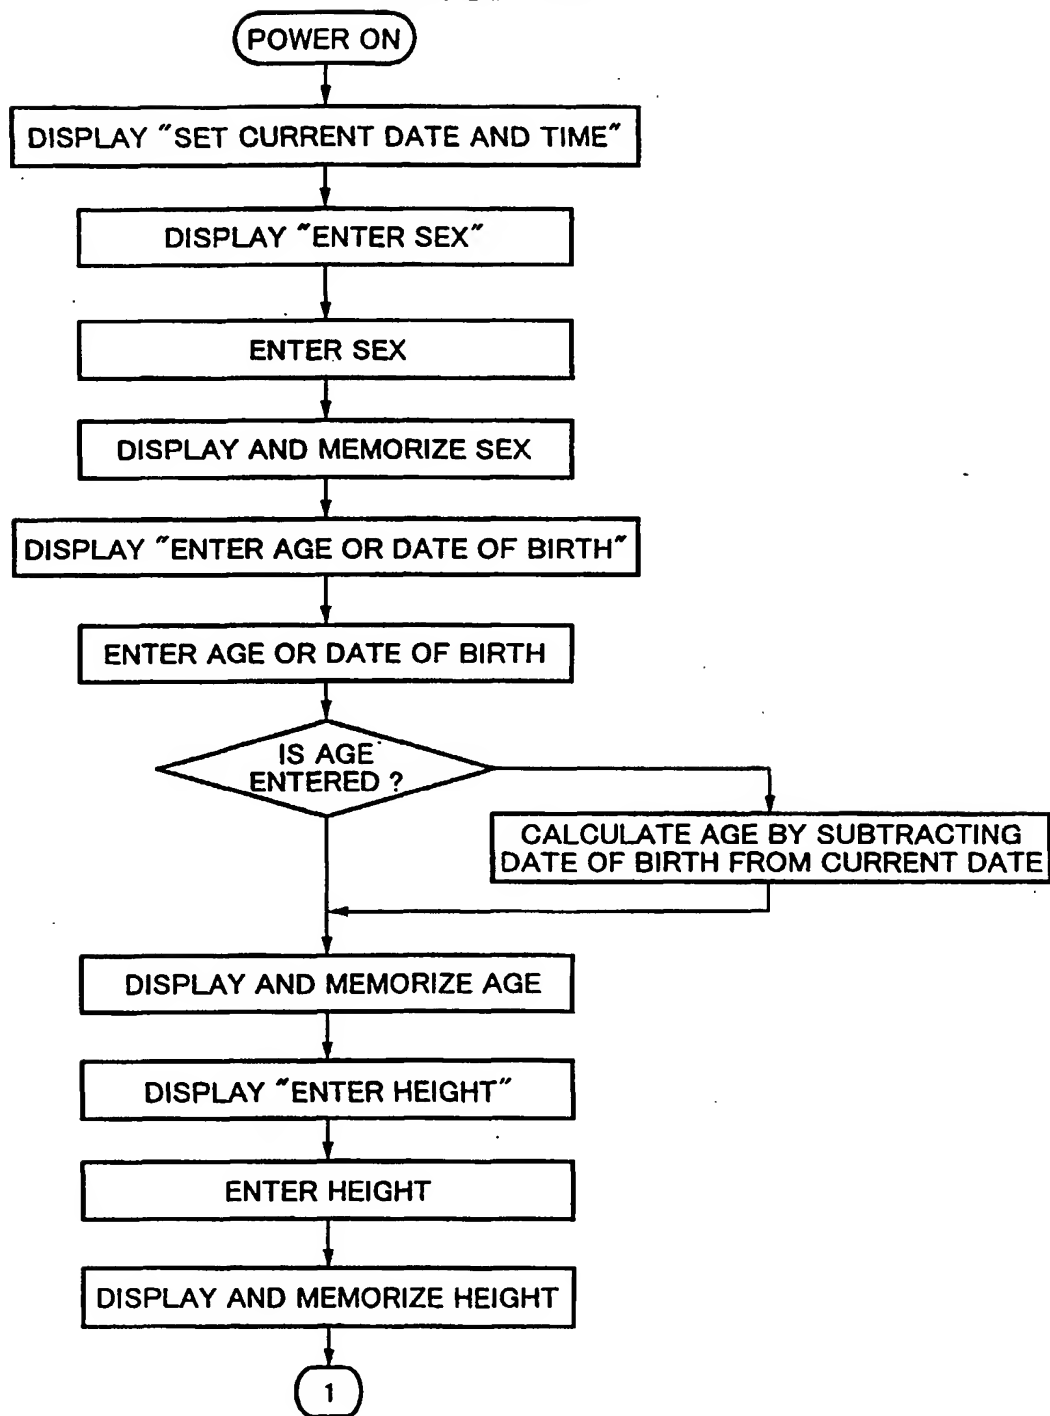 POWER ON
DISPLAY "SET CURRENT DATE AND TIME"
DISPLAY "ENTER SEX"
ENTER SEX
DISPLAY AND MEMORIZE SEX
DISPLAY "ENTER AGE OR DATE OF BIRTH"
ENTER AGE OR DATE OF BIRTH
IS AGE
ENTERED ?
CALCULATE AGE BY SUBTRACTING
DATE OF BIRTH FROM CURRENT DATE
DISPLAY AND MEMORIZE AGE
DISPLAY "ENTER HEIGHT"
ENTER HEIGHT
DISPLAY AND MEMORIZE HEIGHT
1